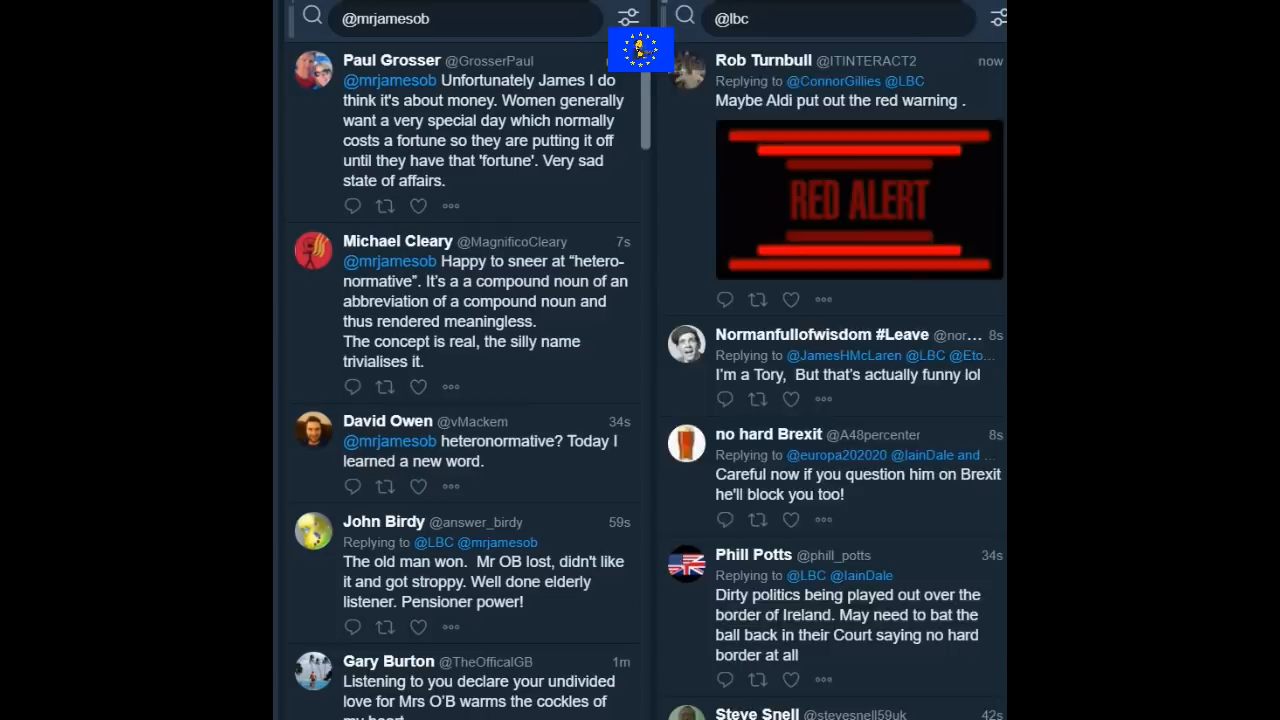 @mrjamesob
Paul Grosser @GrosserPaul
@mrjamesob Unfortunately James I do
think it's about money. Women generally
want a very special day which normally
costs a fortune so they are putting it off
until they have that 'fortune'. Very sad
state of affairs.
Michael Cleary @MagnificoCleary 7s
@mrjamesob Happy to sneer at “hetero-
normative”. It’s a a compound noun of an
abbreviation of a compound noun and
thus rendered meaningless.
The concept is real, the silly name
trivialises it.
David Owen @vMackem 34s
@mrjamesob heteronormative? Today I
learned a new word.
John Birdy @answer_birdy 59s
Replying to @LBC @mrjamesob
The old man won.  Mr OB lost, didn't like
it and got stroppy. Well done elderly
listener. Pensioner power!
Gary Burton @TheOfficalGB 1m
Listening to you declare your undivided
love for Mrs O’B warms the cockles of
my heart
@lbc
Rob Turnbull @ITINTERACT2 now
Replying to @ConnorGillies @LBC
Maybe Aldi put out the red warning .
RED ALERT
Normanfullofwisdom #Leave @nor... 8s
Replying to @JamesHMcLaren @LBC @Eto...
I’m a Tory,  But that’s actually funny lol
no hard Brexit @A48percenter 8s
Replying to @europa202020 @IainDale and ...
Careful now if you question him on Brexit
he'll block you too!
Phill Potts @phill_potts 34s
Replying to @LBC @IainDale
Dirty politics being played out over the
border of Ireland. May need to bat the
ball back in their Court saying no hard
border at all
Steve Snell @stevesnell59uk 42s